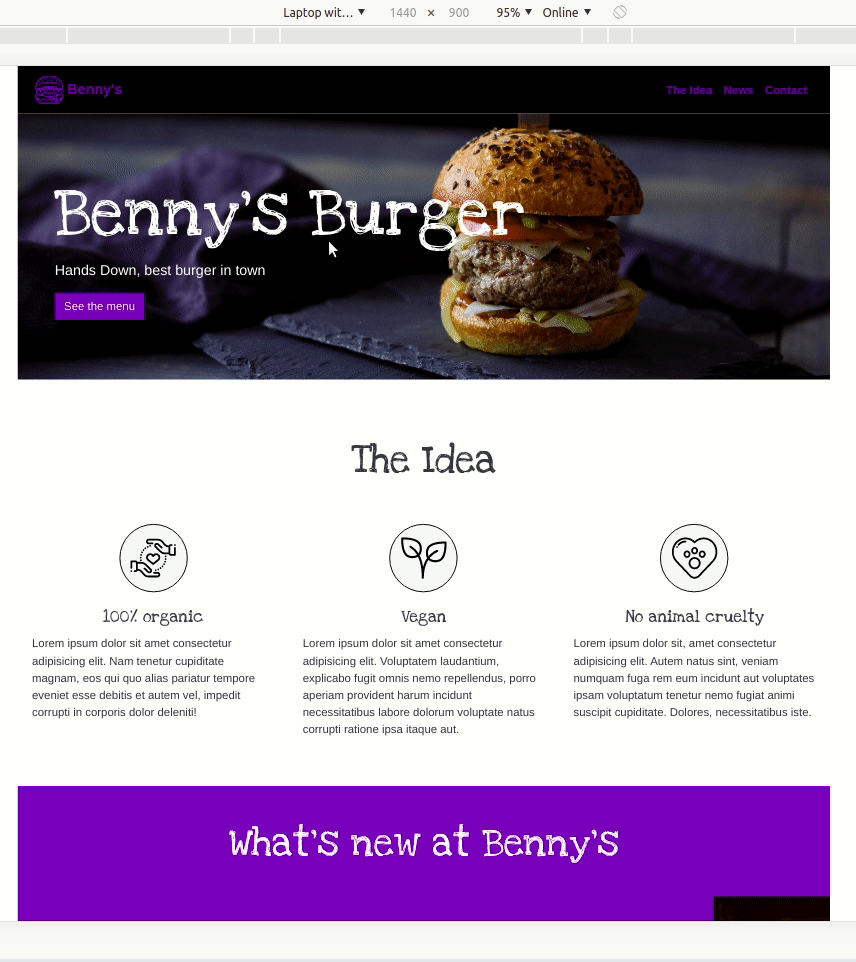 Laptop wit... 1440 × 900 95% Online
Benny's The Idea News Contact
Benny's Burger
Hands Down, best burger in town
See the menu
The Idea
100% organic
Lorem ipsum dolor sit amet consectetur
adipisicing elit. Nam tenetur cupiditate
magnam, eos qui quo alias pariatur tempore
eveniet esse debitis et autem vel, impedit
corrupti in corporis dolor deleniti!
Vegan
Lorem ipsum dolor sit amet consectetur
adipisicing elit. Voluptatem laudantium,
explicabo fugit omnis nemo repellendus, porro
aperiam provident harum incidunt
necessitatibus labore dolorum voluptate natus
corrupti ratione ipsa itaque aut.
No animal cruelty
Lorem ipsum dolor sit, amet consectetur
adipisicing elit. Autem natus sint, veniam
numquam fuga rem eum incidunt aut voluptates
ipsam voluptatum tenetur nemo fugiat animi
suscipit cupiditate. Dolores, necessitatibus iste.
What's new at Benny's